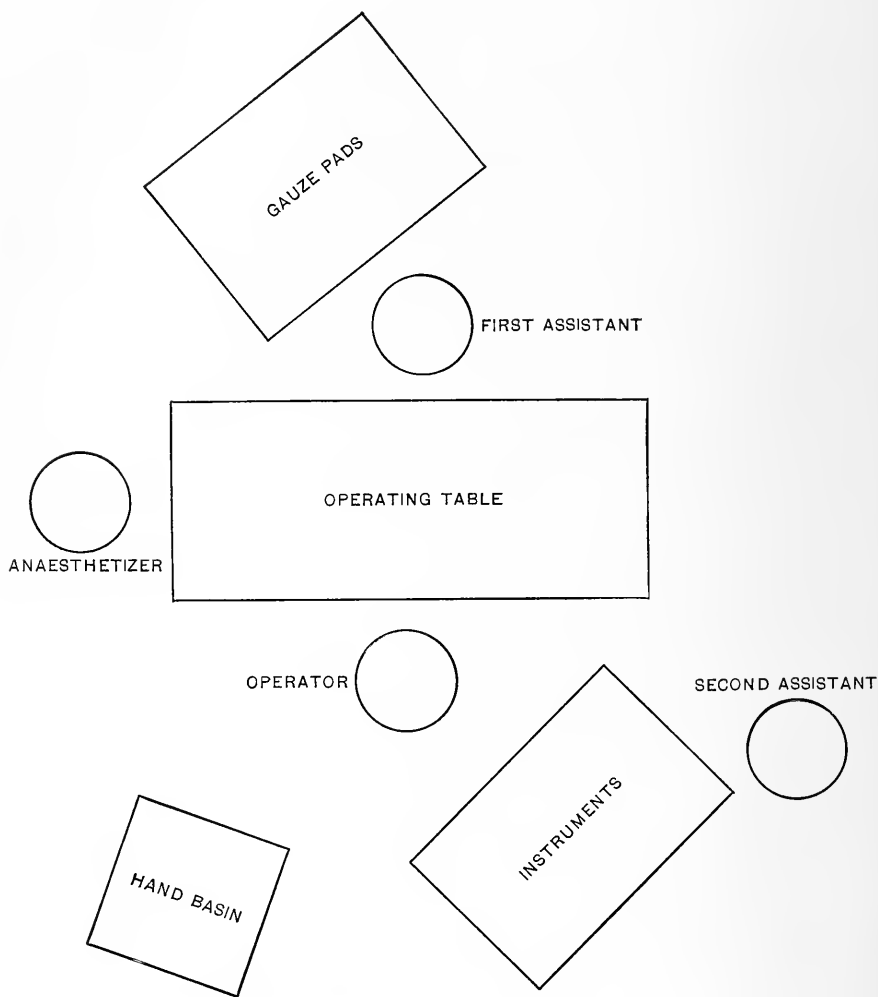 GAUZE PADS
FIRST ASSISTANT
OPERATING TABLE
ANAESTHETIZER
OPERATOR
SECOND ASSISTANT
INSTRUMENTS
HAND BASIN